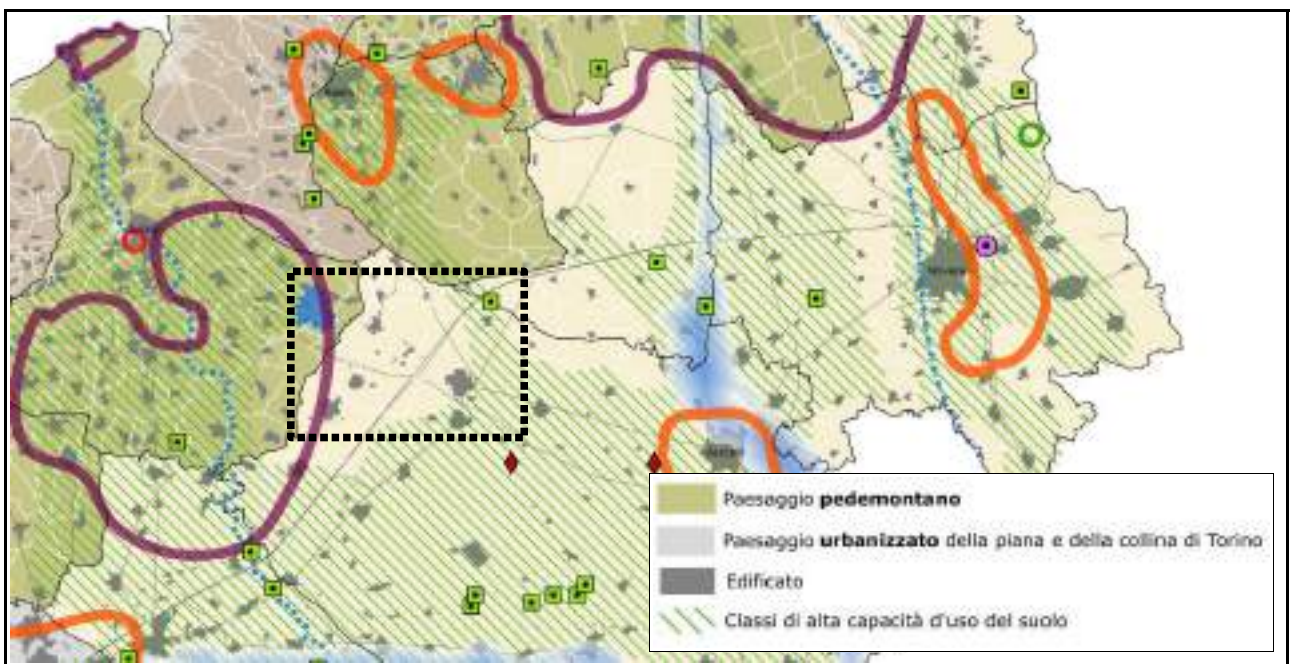 Paesaggio pedemontano
Paesaggio urbanizzato della piana e della collina di Torino
Edificato
Classi di alta capacità d'uso del suolo